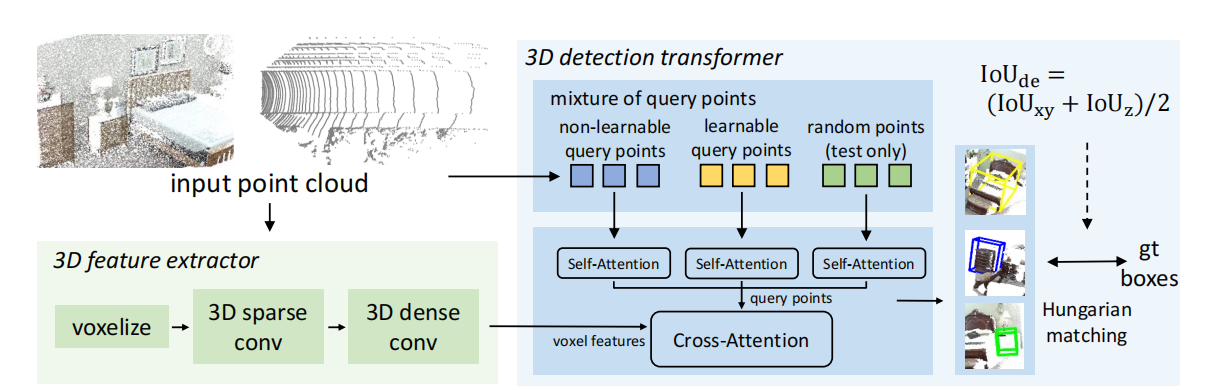 input point cloud
3D feature extractor
voxelize
3D sparse
conv
3D dense
conv
3D detection transformer
mixture of query points
non-learnable
query points
learnable
query points
random points
(test only)
Self-Attention
Self-Attention
Self-Attention
query points
voxel features
Cross-Attention
IoU_de =
(IoU_xy + IoU_z)/2
gt
boxes
Hungarian
matching